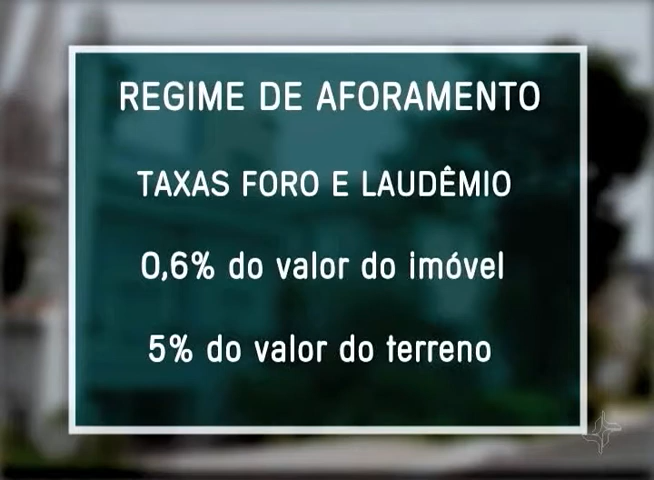 REGIME DE AFORAMENTO
TAXAS FORO E LAUDÊMIO
0,6% do valor do imóvel
5% do valor do terreno